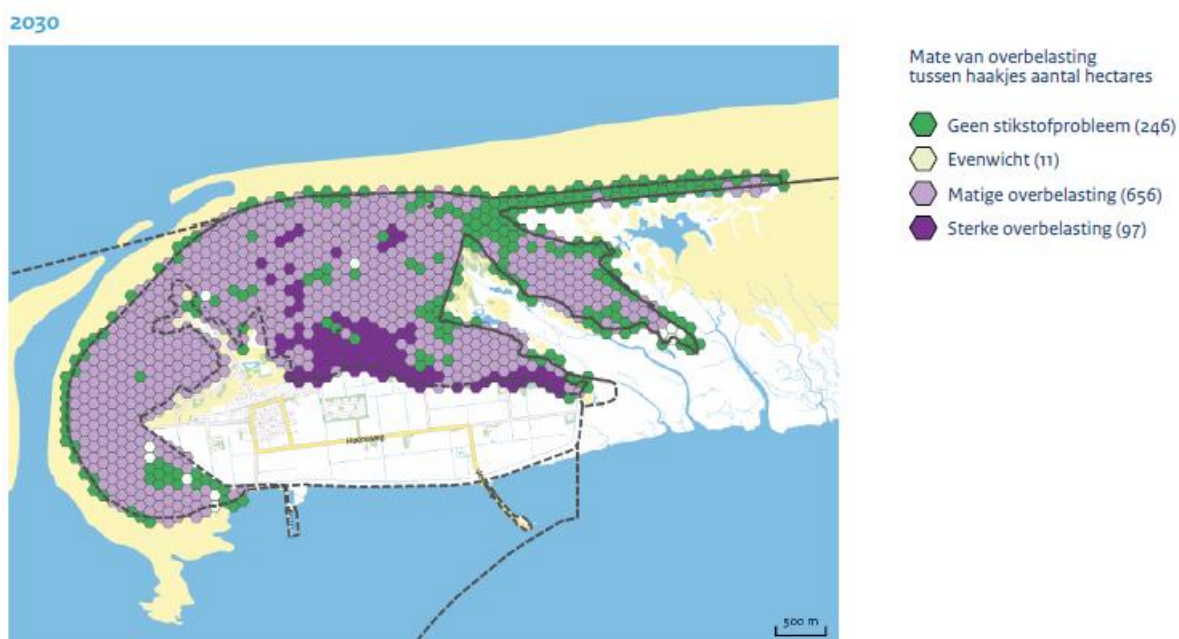 2030
Mate van overbelasting
tussen haakjes aantal hectares
Geen stikstofprobleem (246)
Evenwicht (11)
Matige overbelasting (656)
Sterke overbelasting (97)
500 m